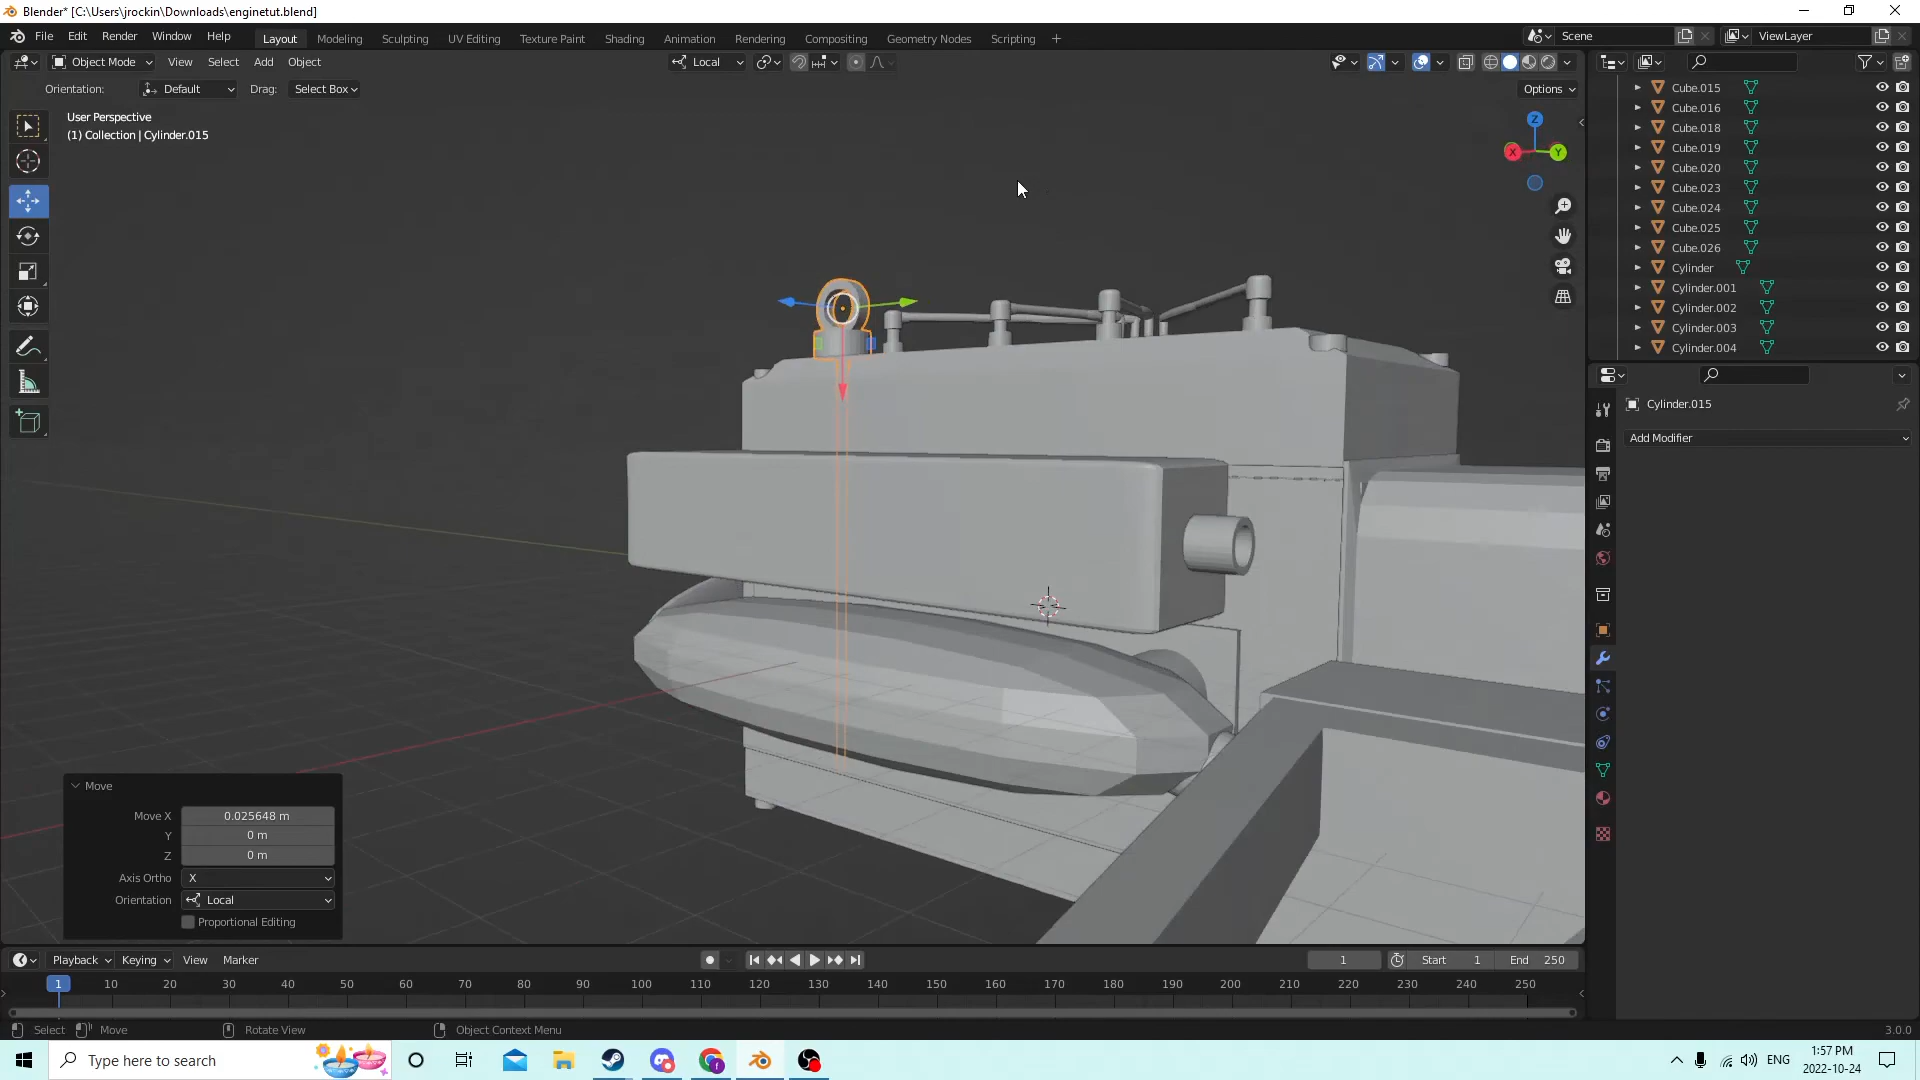 Blender* [C:\Users\jrockin\Downloads\enginetut.blend]
File Edit Render Window Help Layout Modeling Sculpting UV Editing Texture Paint Shading Animation Rendering Compositing Geometry Nodes Scripting + Scene ViewLayer
Object Mode View Select Add Object Local
Orientation: Default Drag: Select Box Options
User Perspective
(1) Collection | Cylinder.015
Z
X
Y
Cube.015
Cube.016
Cube.018
Cube.019
Cube.020
Cube.023
Cube.024
Cube.025
Cube.026
Cylinder
Cylinder.001
Cylinder.002
Cylinder.003
Cylinder.004
Cylinder.015
Add Modifier
Move
Move X 0.025648 m
Y 0 m
Z 0 m
Axis Ortho X
Orientation Local
Proportional Editing
Playback Keying View Marker 1 Start 1 End 250
1 10 20 30 40 50 60 70 80 90 100 110 120 130 140 150 160 170 180 190 200 210 220 230 240 250
Select Move Rotate View Object Context Menu 3.0.0
Type here to search ENG 1:57 PM
2022-10-24